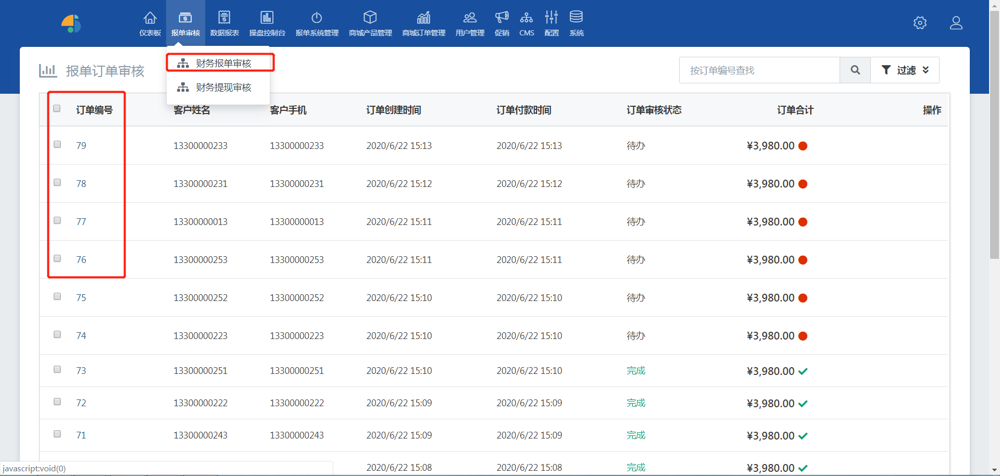 仪表板 报单审核 数据报表 操盘控制台 报单系统管理 商城产品管理 商城订单管理 用户管理 促销 CMS 配置 系统
财务报单审核
财务提现审核
报单订单审核
按订单编号查找 过滤
订单编号 客户姓名 客户手机 订单创建时间 订单付款时间 订单审核状态 订单合计 操作
79 13300000233 13300000233 2020/6/22 15:13 2020/6/22 15:13 待办 ¥3,980.00
78 13300000231 13300000231 2020/6/22 15:12 2020/6/22 15:12 待办 ¥3,980.00
77 13300000013 13300000013 2020/6/22 15:11 2020/6/22 15:11 待办 ¥3,980.00
76 13300000253 13300000253 2020/6/22 15:11 2020/6/22 15:11 待办 ¥3,980.00
75 13300000252 13300000252 2020/6/22 15:10 2020/6/22 15:10 待办 ¥3,980.00
74 13300000223 13300000223 2020/6/22 15:10 2020/6/22 15:10 待办 ¥3,980.00
73 13300000251 13300000251 2020/6/22 15:10 2020/6/22 15:10 完成 ¥3,980.00
72 13300000222 13300000222 2020/6/22 15:09 2020/6/22 15:09 完成 ¥3,980.00
71 13300000243 13300000243 2020/6/22 15:09 2020/6/22 15:09 完成 ¥3,980.00
2020/6/22 15:08 2020/6/22 15:08 完成 ¥3,980.00
javascript:void(0)